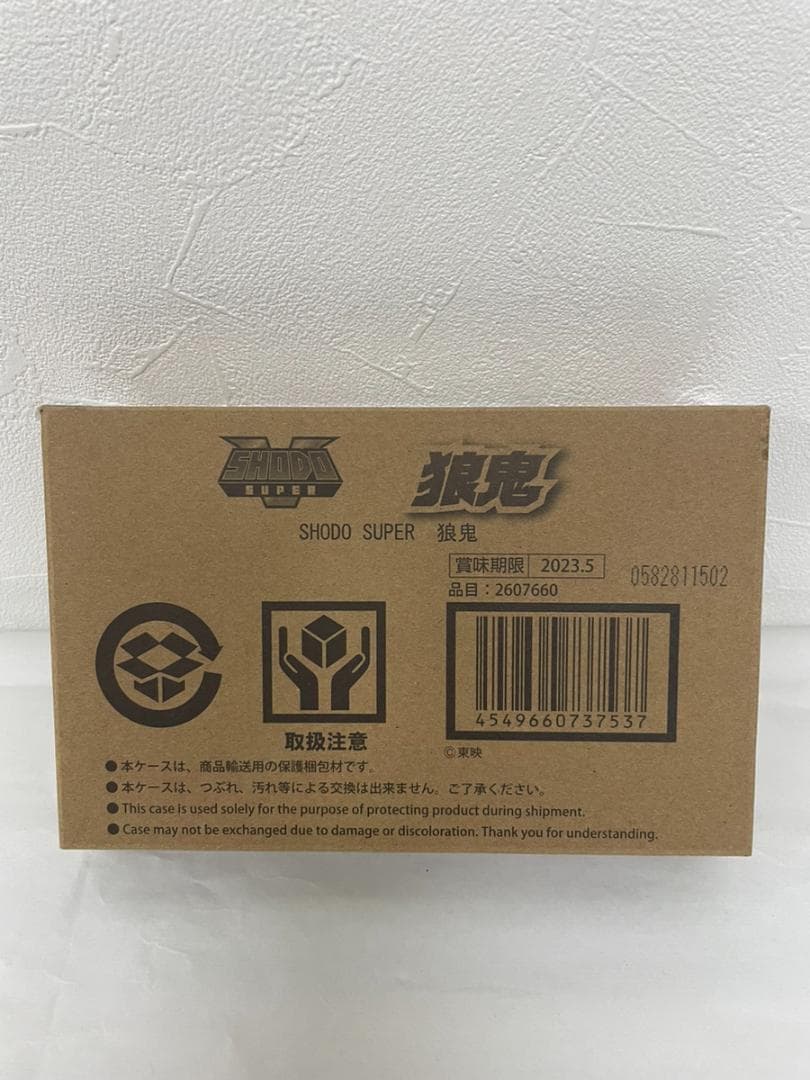 SHODO
SUPER
狼鬼
SHODO SUPER 狼鬼
賞味期限 2023.5
0582811502
品目：2607660
4549660737537
取扱注意
©東映
●本ケースは、商品輸送用の保護梱包材です。
●本ケースは、つぶれ、汚れ等による交換は出来ません。ご了承ください。
●This case is used solely for the purpose of protecting product during shipment.
●Case may not be exchanged due to damage or discoloration. Thank you for understanding.